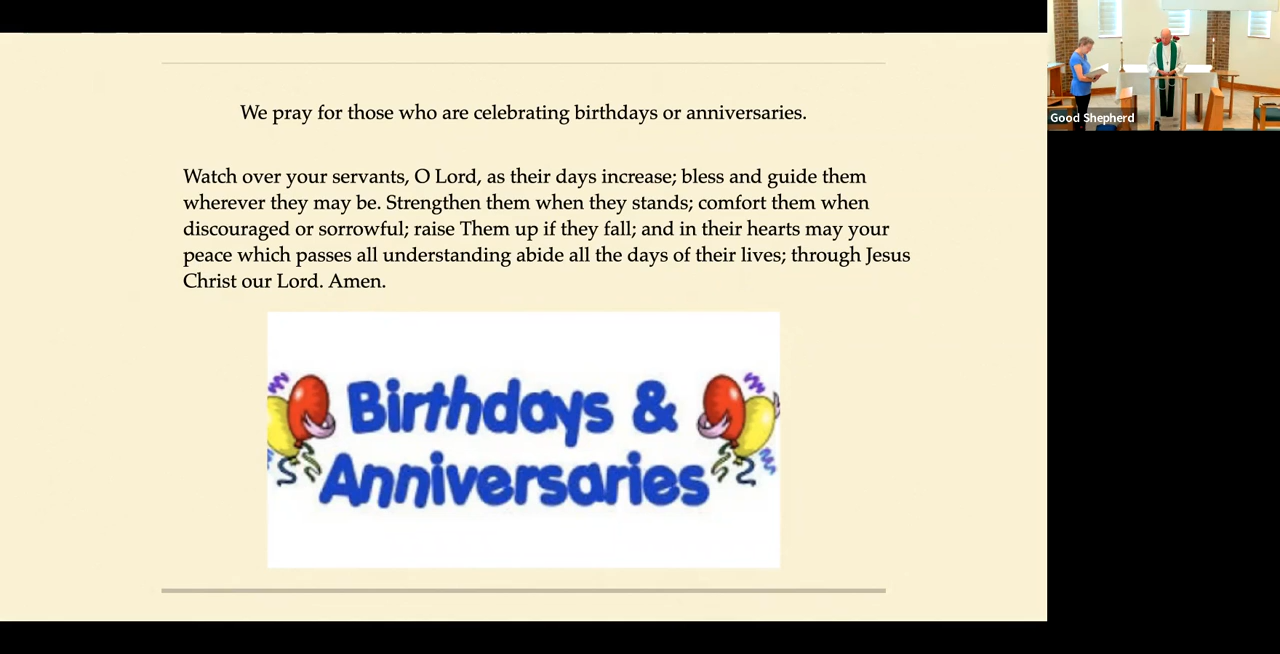 We pray for those who are celebrating birthdays or anniversaries.
Watch over your servants, O Lord, as their days increase; bless and guide them
wherever they may be. Strengthen them when they stands; comfort them when
discouraged or sorrowful; raise Them up if they fall; and in their hearts may your
peace which passes all understanding abide all the days of their lives; through Jesus
Christ our Lord. Amen.
Birthdays &
Anniversaries
Good Shepherd